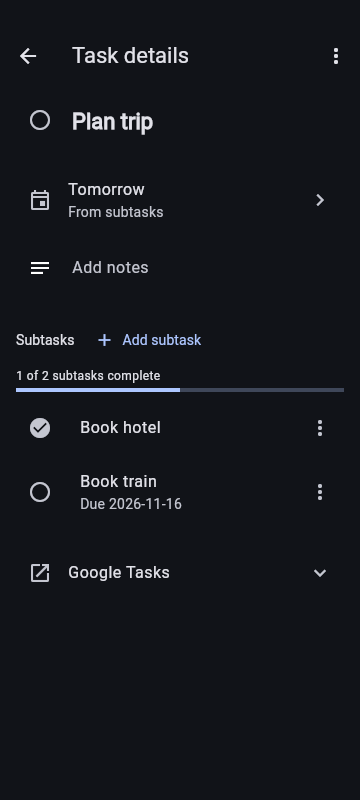 Task details
Plan trip
Tomorrow
From subtasks
Add notes
Subtasks
Add subtask
1 of 2 subtasks complete
Book hotel
Book train
Due 2026-11-16
Google Tasks